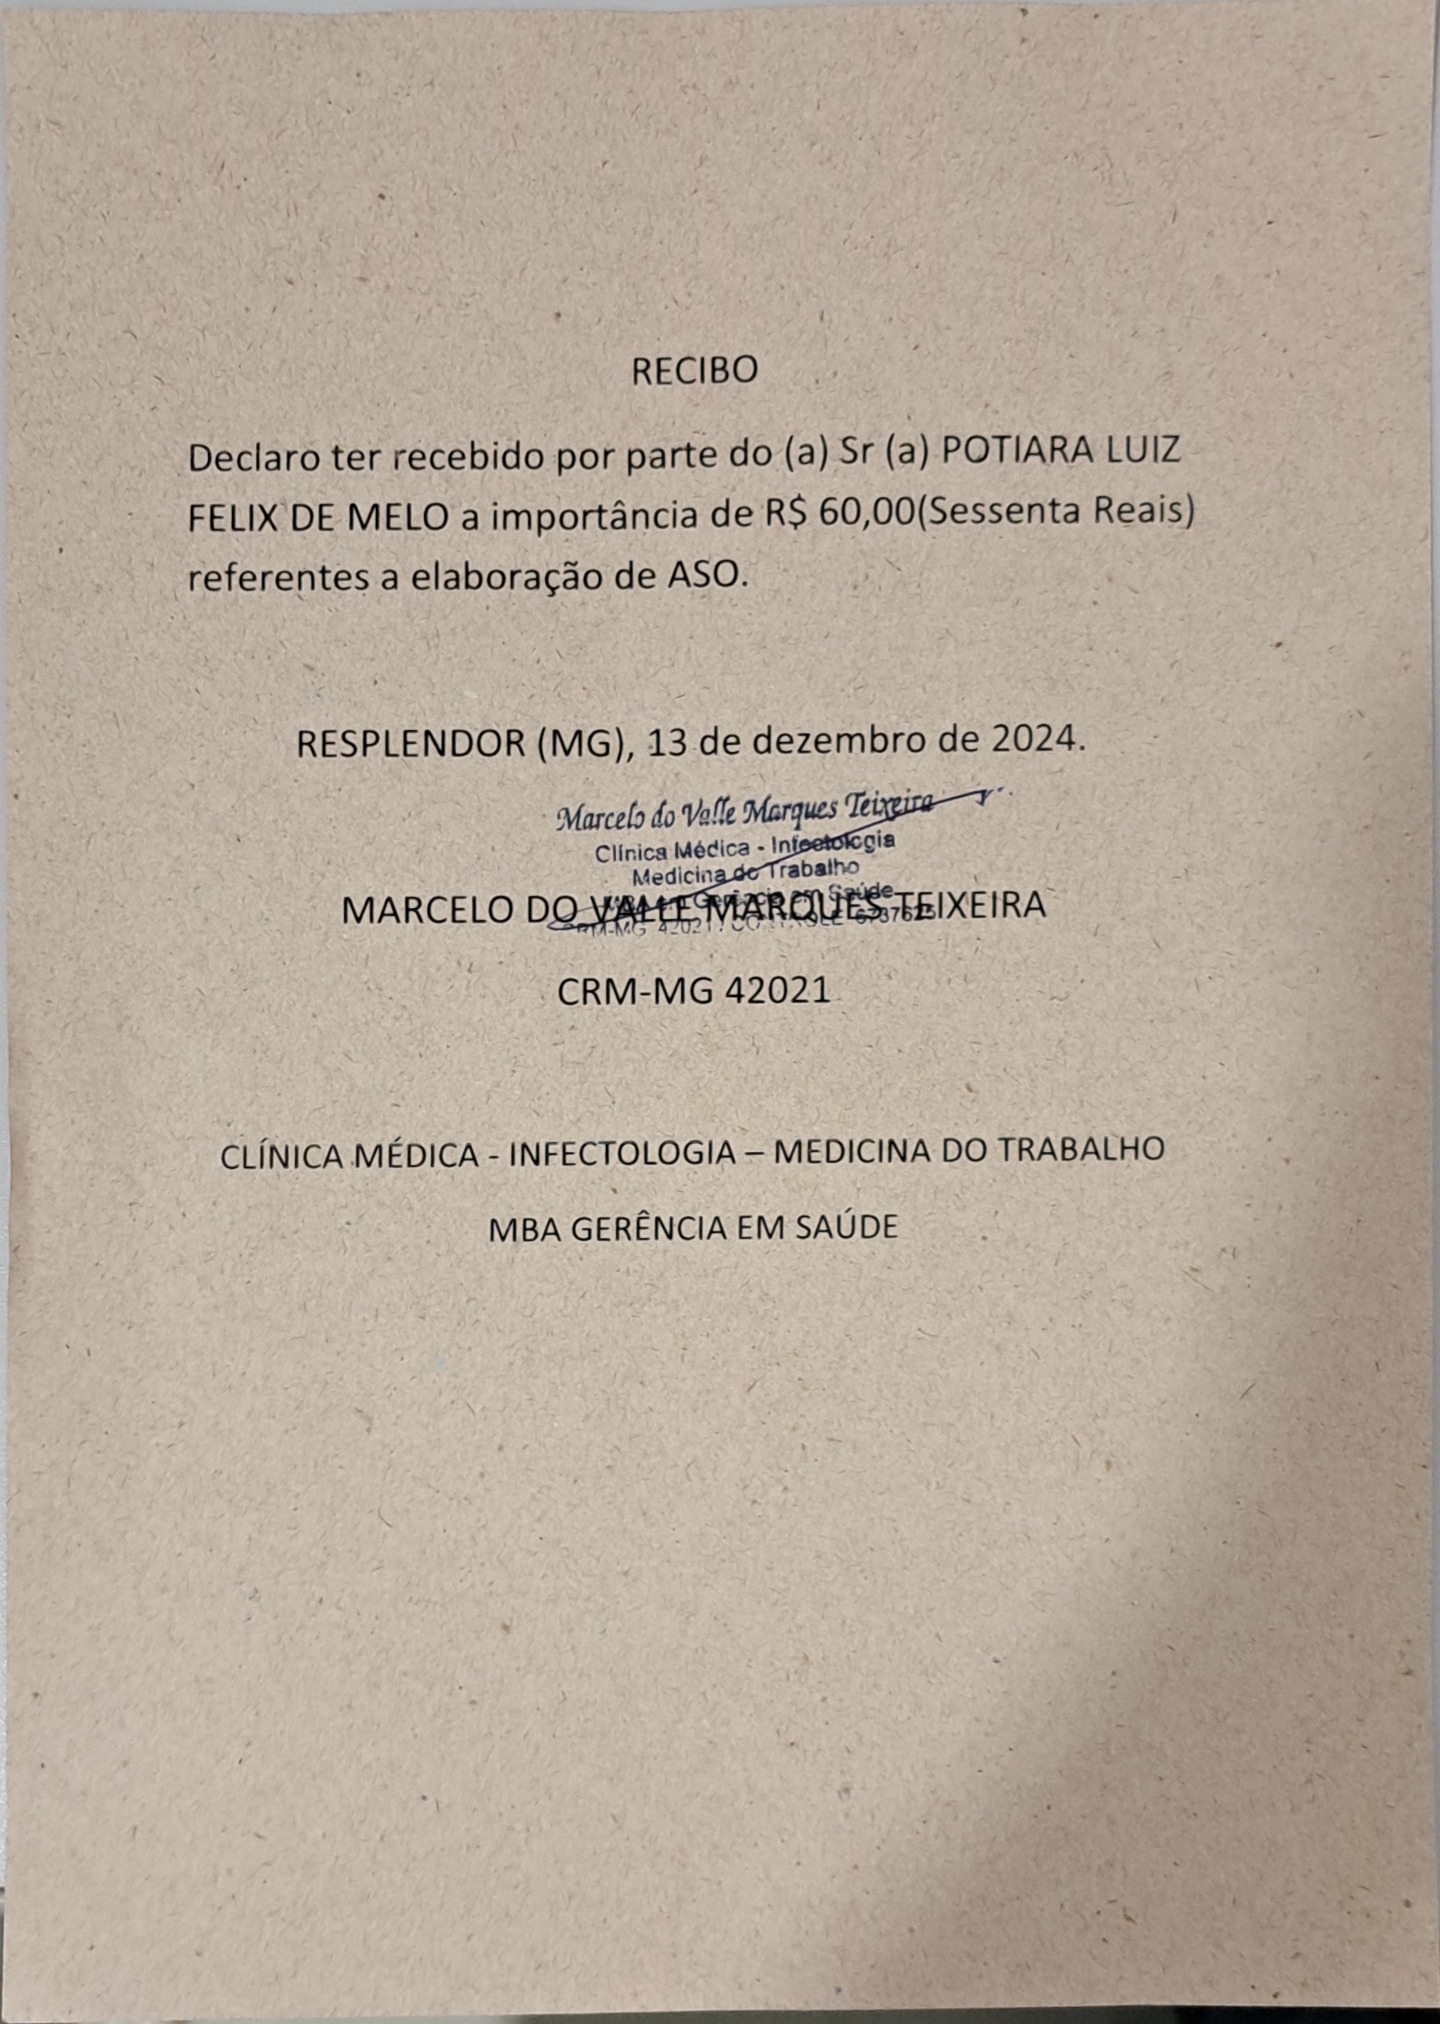 RECIBO
Declaro ter recebido por parte do (a) Sr (a) POTIARA LUIZ
FELIX DE MELO a importância de R$ 60,00(Sessenta Reais)
referentes a elaboração de ASO.
RESPLENDOR (MG), 13 de dezembro de 2024.
Marcelo do Valle Marques Teixeira
Clínica Médica - Infectologia
Medicina do Trabalho
Gerência em Saúde
MARCELO DO VALLE MARQUES TEIXEIRA
CRM-MG 42021
CRM-MG 42021
CLÍNICA MÉDICA - INFECTOLOGIA – MEDICINA DO TRABALHO
MBA GERÊNCIA EM SAÚDE